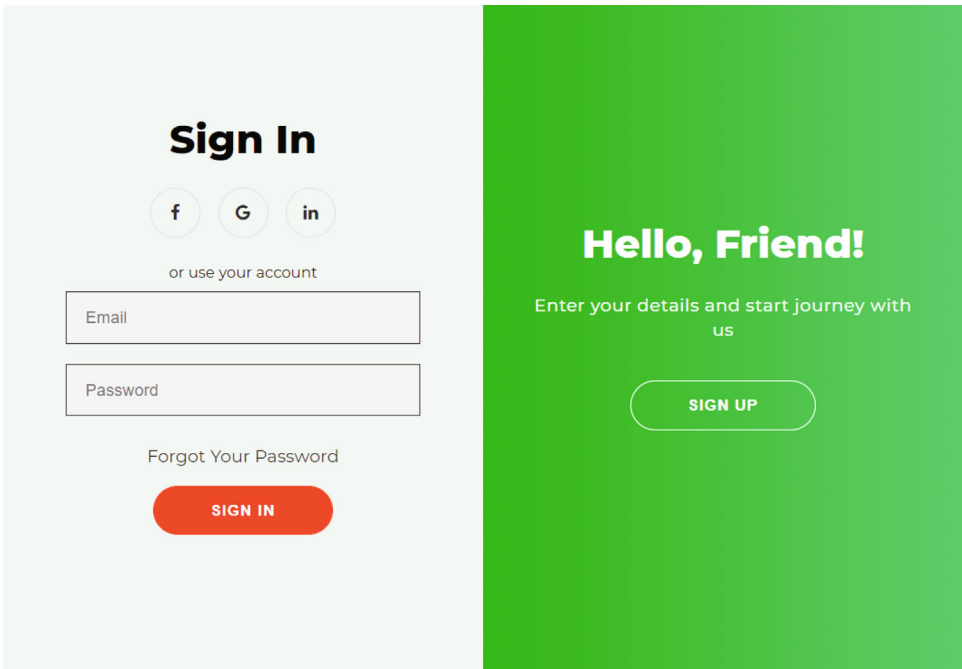 Sign In
f G in
or use your account
Email
Password
Forgot Your Password
SIGN IN
Hello, Friend!
Enter your details and start journey with
us
SIGN UP